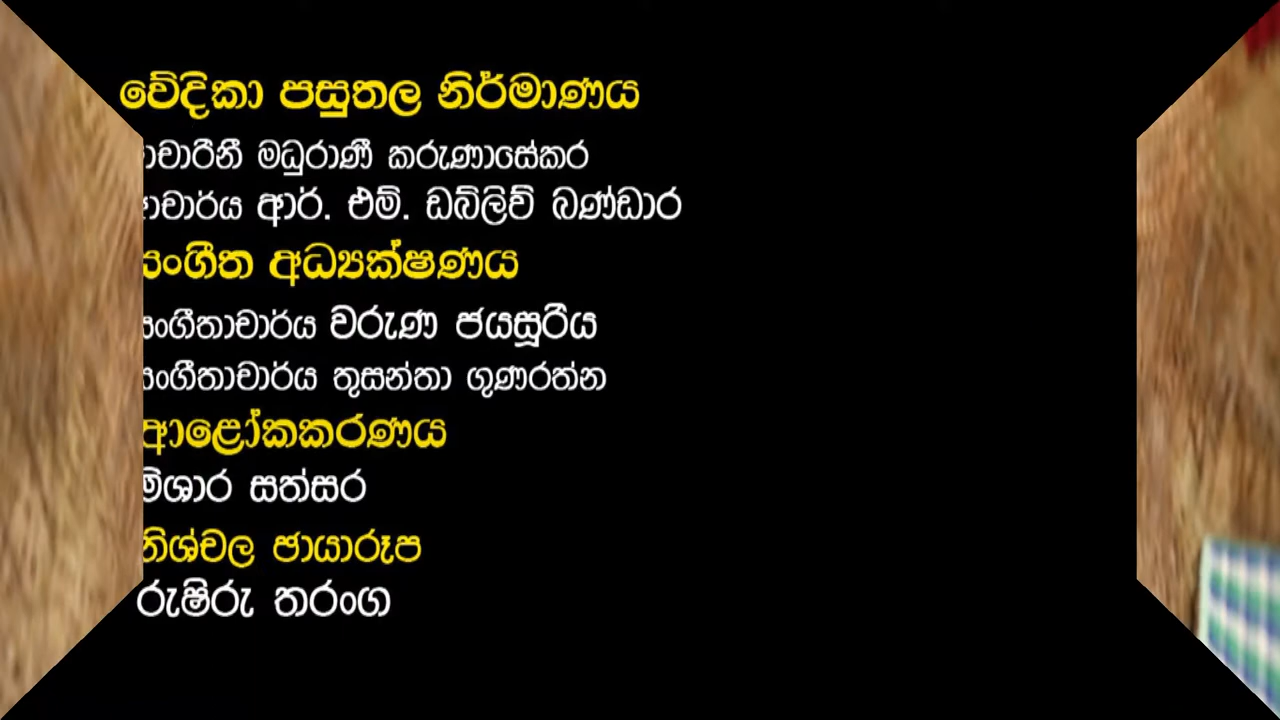 වේදිකා පසුතල නිර්මාණය
මධුරාණී කරුණාසේකර
ආර්. එම්. ඩබ්ලිව් බණ්ඩාර
සංගීත අධ්‍යක්ෂණය
සංගීතාචාර්ය වරුණ ජයසූරිය
සංගීතාචාර්ය තුසන්තා ගුණරත්න
ආළෝකකරණය
මිශාර සත්සර
නිශ්චල ඡායාරූප
රුෂිරු තරංග